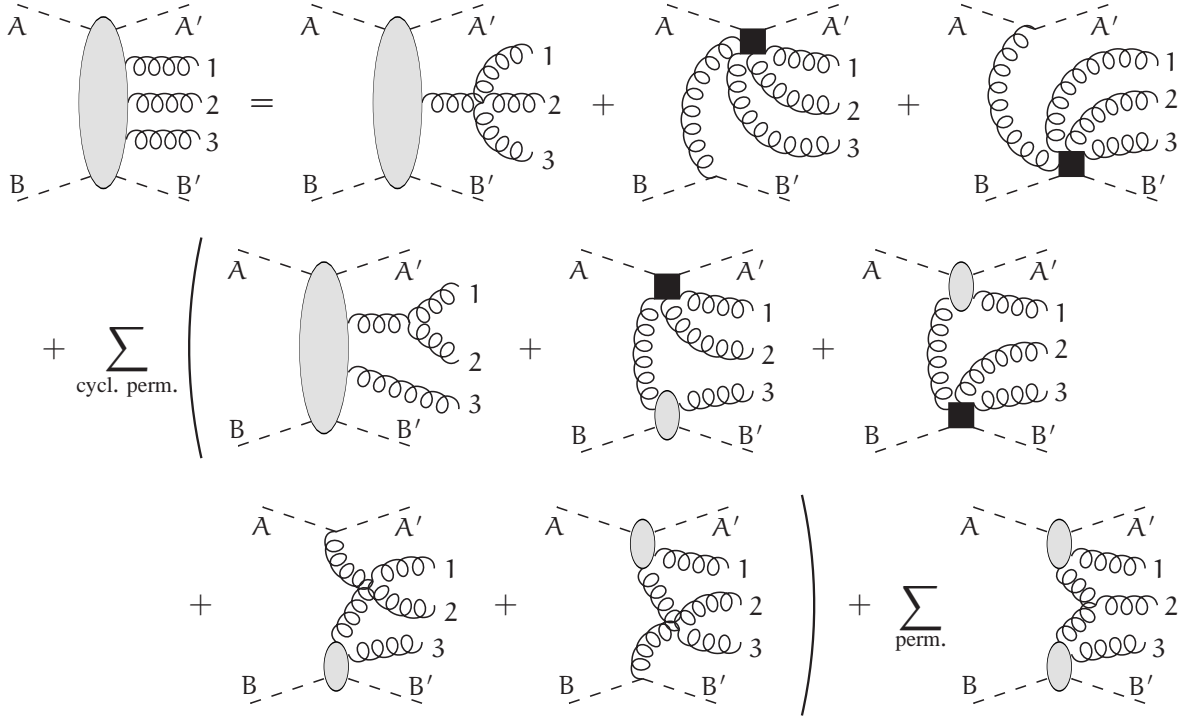 A A′ A A′ A A′ A A′
1 1 1 1
2 = 2 + 2 + 2
3 3 3 3
B B′ B B′ B B′ B B′
A A′ A A′ A A′
1 1 1
+ ∑ ( 2 + 2 + 2
cycl. perm.
3 3 3
B B′ B B′ B B′
A A′ A A′ A A′
1 1 1
+ 2 + 2 ) + ∑ 2
perm.
3 3 3
B B′ B B′ B B′